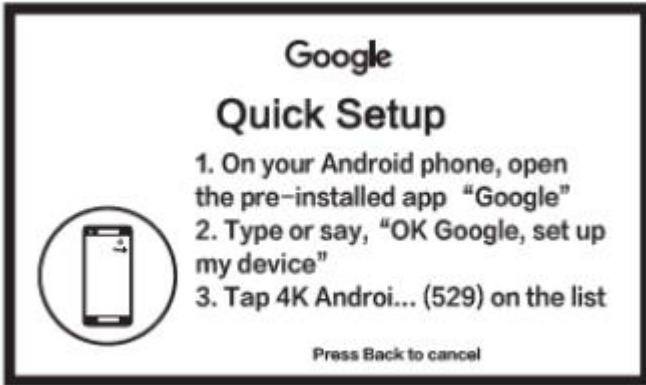 Google
Quick Setup
1. On your Android phone, open
the pre-installed app “Google”
2. Type or say, “OK Google, set up
my device”
3. Tap 4K Androi... (529) on the list
Press Back to cancel